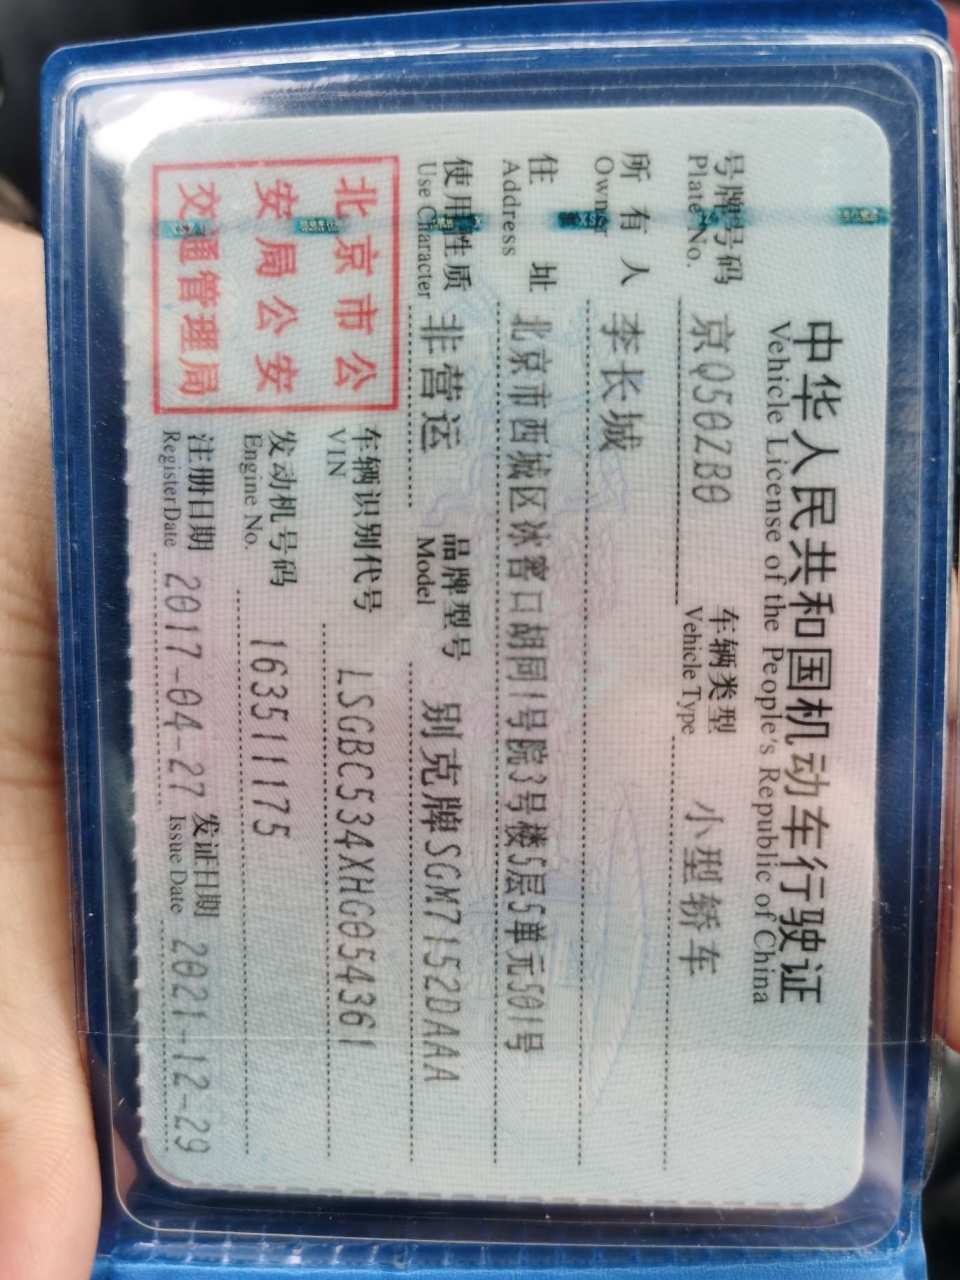 中华人民共和国机动车行驶证
Vehicle License of the People's Republic of China
号牌号码 京Q50ZB0 车辆类型 小型轿车
Plate No. Vehicle Type
所有人 李长城
Owner
住址 北京市西城区冰窖口胡同1号院3号楼5层5单元501号
Address
使用性质 非营运 品牌型号 别克牌SGM7152DAAA
Use Character Model
北京市公安局公安交通管理局
车辆识别代号 LSGBC534XHG054361
VIN
发动机号码 163511175
Engine No.
注册日期 2017-04-27 发证日期 2021-12-29
Register Date Issue Date